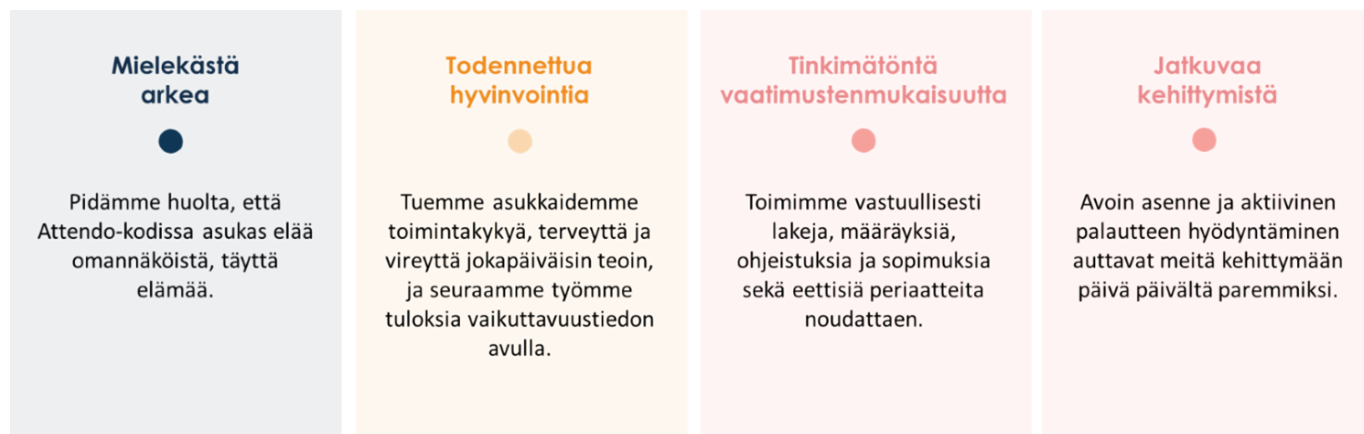 Mielekästä
arkea
Pidämme huolta, että
Attendo-kodissa asukas elää
omannäköistä, täyttä
elämää.
Todennettua
hyvinvointia
Tuemme asukkaidemme
toimintakykyä, terveyttä ja
vireyttä jokapäiväisin teoin,
ja seuraamme työmme
tuloksia vaikuttavuustiedon
avulla.
Tinkimätöntä
vaatimustenmukaisuutta
Toimimme vastuullisesti
lakeja, määräyksiä,
ohjeistuksia ja sopimuksia
sekä eettisiä periaatteita
noudattaen.
Jatkuvaa
kehittymistä
Avoin asenne ja aktiivinen
palautteen hyödyntäminen
auttavat meitä kehittymään
päivä päivältä paremmiksi.